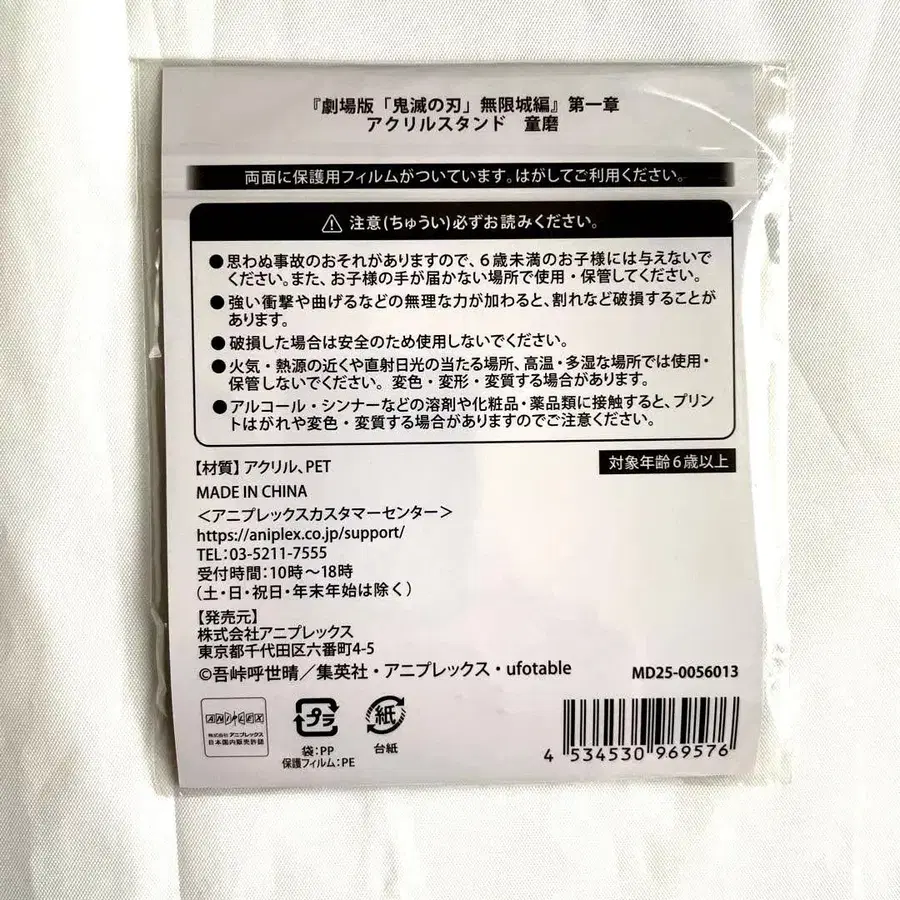 『劇場版「鬼滅の刃」無限城編』第一章
アクリルスタンド　童磨
両面に保護用フィルムがついています。はがしてご利用ください。
⚠ 注意(ちゅうい)必ずお読みください。
●思わぬ事故のおそれがありますので、６歳未満のお子様には与えないで
ください。また、お子様の手が届かない場所で使用・保管してください。
●強い衝撃や曲げるなどの無理な力が加わると、割れなど破損することが
あります。
●破損した場合は安全のため使用しないでください。
●火気・熱源の近くや直射日光の当たる場所、高温・多湿な場所では使用・
保管しないでください。変色・変形・変質する場合があります。
●アルコール・シンナーなどの溶剤や化粧品・薬品類に接触すると、プリン
トはがれや変色・変質する場合がありますのでご注意ください。
【材質】アクリル、PET
対象年齢６歳以上
MADE IN CHINA
＜アニプレックスカスタマーセンター＞
https://aniplex.co.jp/support/
TEL：03-5211-7555
受付時間：10時～18時
（土・日・祝日・年末年始は除く）
【発売元】
株式会社アニプレックス
東京都千代田区六番町4-5
©吾峠呼世晴／集英社・アニプレックス・ufotable
MD25-0056013
ANIPLEX
株式会社アニプレックス
日本国内販売許諾
プラ
袋：PP
保護フィルム：PE
紙
台紙
4 534530 969576